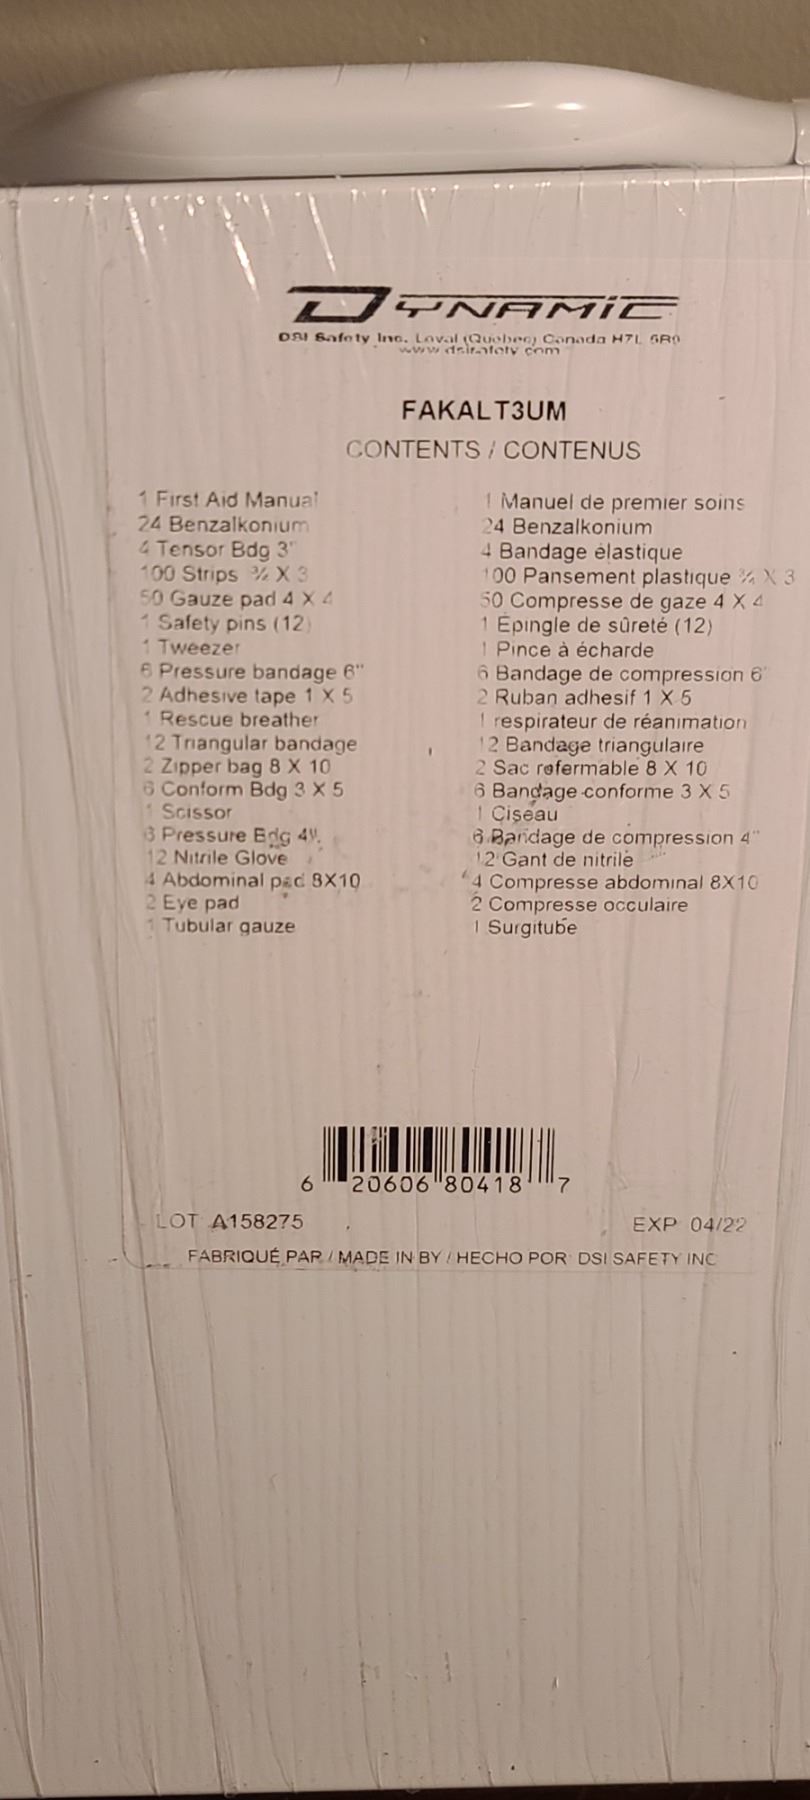 DYNAMIC
DSI Safety Inc. Laval (Quebec) Canada H7L 5R9
www.dsisafety.com
FAKALT3UM
CONTENTS / CONTENUS
1 First Aid Manual
24 Benzalkonium
4 Tensor Bdg 3"
100 Strips ¾ X 3
50 Gauze pad 4 X 4
1 Safety pins (12)
1 Tweezer
6 Pressure bandage 6"
2 Adhesive tape 1 X 5
1 Rescue breather
12 Triangular bandage
2 Zipper bag 8 X 10
6 Conform Bdg 3 X 5
1 Scissor
6 Pressure Bdg 4"
12 Nitrile Glove
4 Abdominal pad 8X10
2 Eye pad
1 Tubular gauze
1 Manuel de premier soins
24 Benzalkonium
4 Bandage élastique
100 Pansement plastique ¾ X 3
50 Compresse de gaze 4 X 4
1 Épingle de sûreté (12)
1 Pince à écharde
6 Bandage de compression 6"
2 Ruban adhesif 1 X 5
1 respirateur de réanimation
12 Bandage triangulaire
2 Sac refermable 8 X 10
6 Bandage conforme 3 X 5
1 Ciseau
6 Bandage de compression 4"
12 Gant de nitrile
4 Compresse abdominal 8X10
2 Compresse occulaire
1 Surgitube
6 20606 80418 7
LOT A158275
EXP 04/22
FABRIQUÉ PAR / MADE IN BY / HECHO POR DSI SAFETY INC